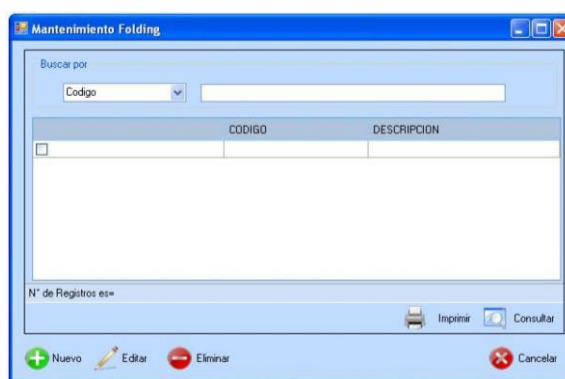 Mantenimiento Folding
Buscar por
Codigo
CODIGO DESCRIPCION
N° de Registros es=
Imprimir Consultar
Nuevo Editar Eliminar Cancelar